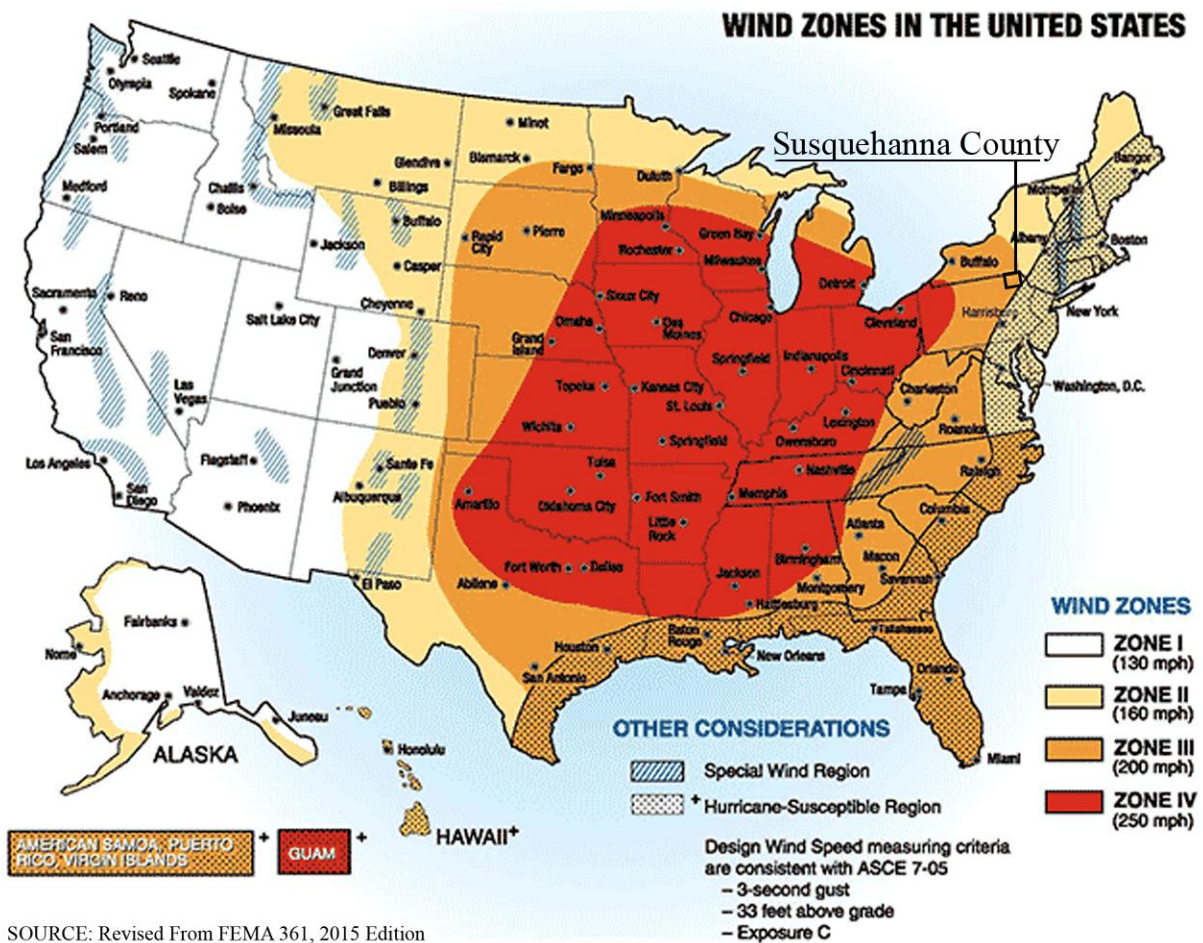 WIND ZONES IN THE UNITED STATES
Seattle
Olympia
Spokane
Portland
Salem
Medford
Missoula
Great Falls
Glendive
Billings
Challis
Boise
Minot
Bismarck
Fargo
Duluth
Susquehanna County
Bangor
Montpelier
Albany
Boston
Buffalo
New York
Jackson
Buffalo
Casper
Cheyenne
Rapid
City
Pierre
Minneapolis
Rochester
Green Bay
Milwaukee
Detroit
Sacramento
San
Francisco
Reno
Salt Lake City
Sioux City
Omaha
Des
Moines
Chicago
Cleveland
Harrisburg
Grand
Island
Denver
Grand
Junction
Pueblo
Las
Vegas
Springfield
Indianapolis
Cincinnati
Charleston
Washington, D.C.
Topeka
Kansas City
St. Louis
Lexington
Roanoke
Wichita
Springfield
Owensboro
Los Angeles
San
Diego
Flagstaff
Phoenix
Sante Fe
Albuquerque
Amarillo
Tulsa
Oklahoma City
Fort Smith
Little
Rock
Memphis
Nashville
Raleigh
Columbia
Atlanta
Macon
Savannah
Birmingham
Montgomery
El Paso
Abilene
Fort Worth
Dallas
Jackson
Hattiesburg
Houston
San Antonio
Baton
Rouge
New Orleans
Tallahassee
Orlando
Tampa
Miami
Fairbanks
Nome
Anchorage
Valdez
Juneau
ALASKA
Honolulu
HAWAII+
WIND ZONES
ZONE I
(130 mph)
ZONE II
(160 mph)
ZONE III
(200 mph)
ZONE IV
(250 mph)
OTHER CONSIDERATIONS
Special Wind Region
+ Hurricane-Susceptible Region
AMERICAN SAMOA, PUERTO
RICO, VIRGIN ISLANDS
+
GUAM
+
Design Wind Speed measuring criteria
are consistent with ASCE 7-05
– 3-second gust
– 33 feet above grade
– Exposure C
SOURCE: Revised From FEMA 361, 2015 Edition